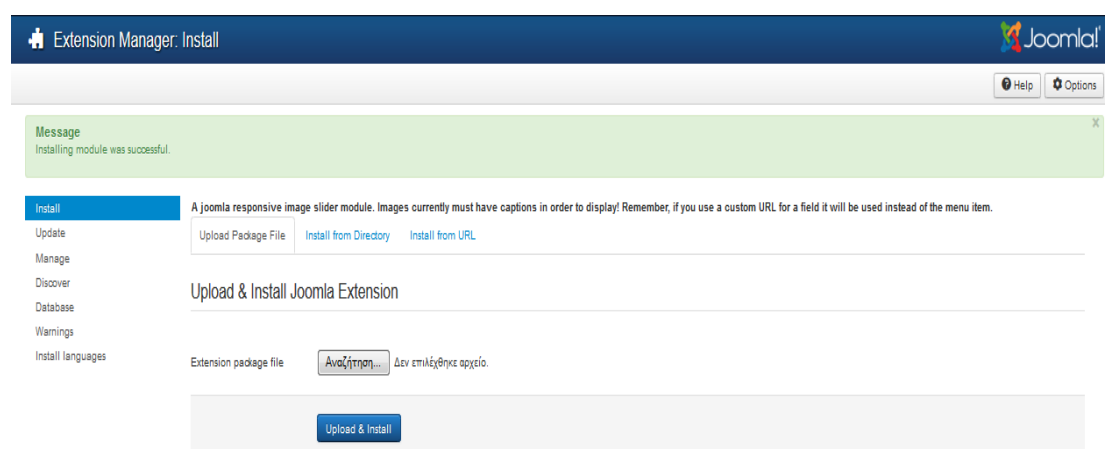 Extension Manager: Install
Joomla!
Help
Options
Message
X
Installing module was successful.
Install
Update
Manage
Discover
Database
Warnings
Install languages
A joomla responsive image slider module. Images currently must have captions in order to display! Remember, if you use a custom URL for a field it will be used instead of the menu item.
Upload Package File
Install from Directory
Install from URL
Upload & Install Joomla Extension
Extension package file
Αναζήτηση...
Δεν επιλέχθηκε αρχείο.
Upload & Install